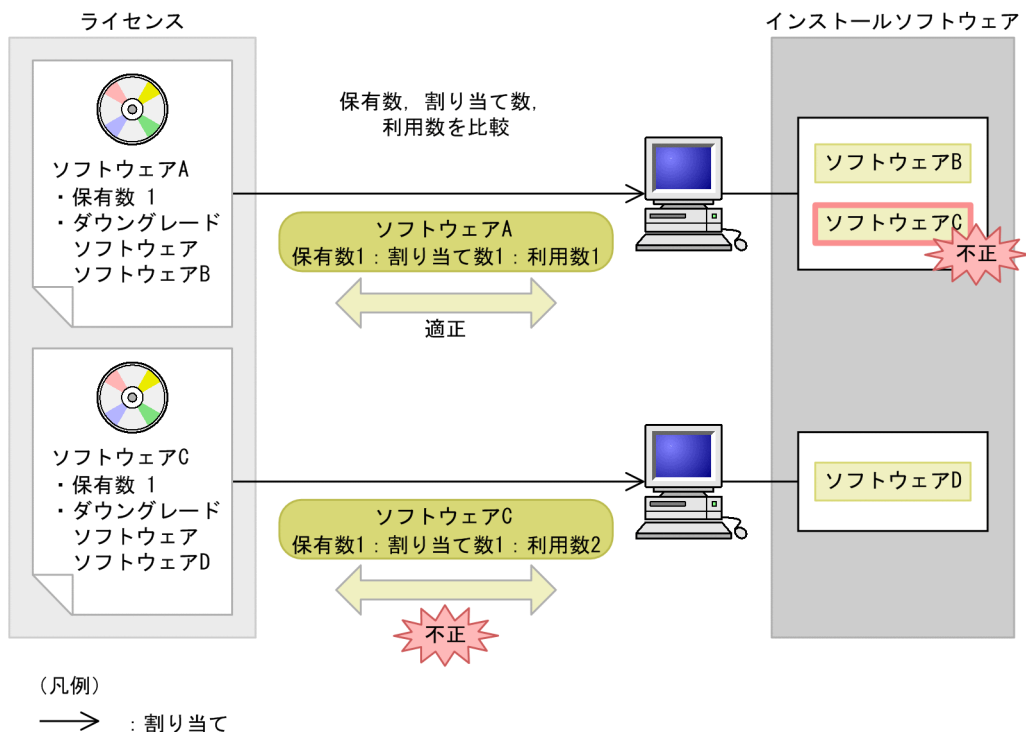 ライセンス
インストールソフトウェア
ソフトウェアA
・保有数 1
・ダウングレード
ソフトウェア
ソフトウェアB
保有数, 割り当て数,
利用数を比較
ソフトウェアA
保有数1：割り当て数1：利用数1
適正
ソフトウェアB
ソフトウェアC
不正
ソフトウェアC
・保有数 1
・ダウングレード
ソフトウェア
ソフトウェアD
ソフトウェアC
保有数1：割り当て数1：利用数2
不正
ソフトウェアD
(凡例)
：割り当て